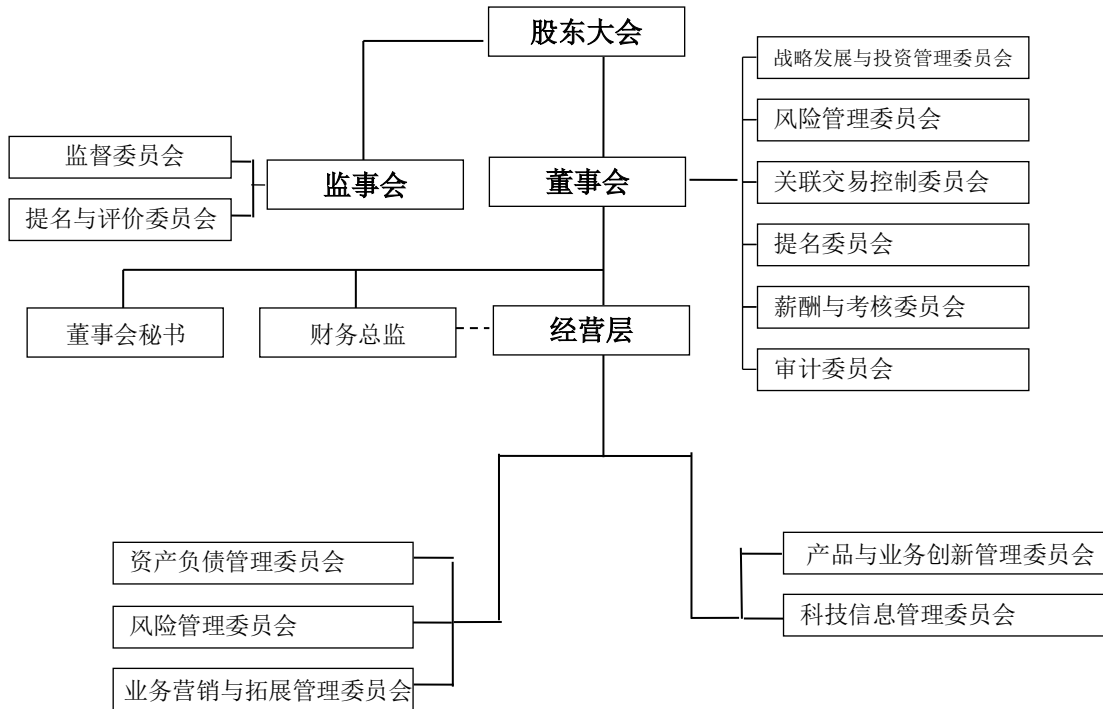 股东大会
战略发展与投资管理委员会
风险管理委员会
监督委员会
监事会
董事会
关联交易控制委员会
提名与评价委员会
提名委员会
董事会秘书
财务总监
经营层
薪酬与考核委员会
审计委员会
资产负债管理委员会
产品与业务创新管理委员会
风险管理委员会
科技信息管理委员会
业务营销与拓展管理委员会